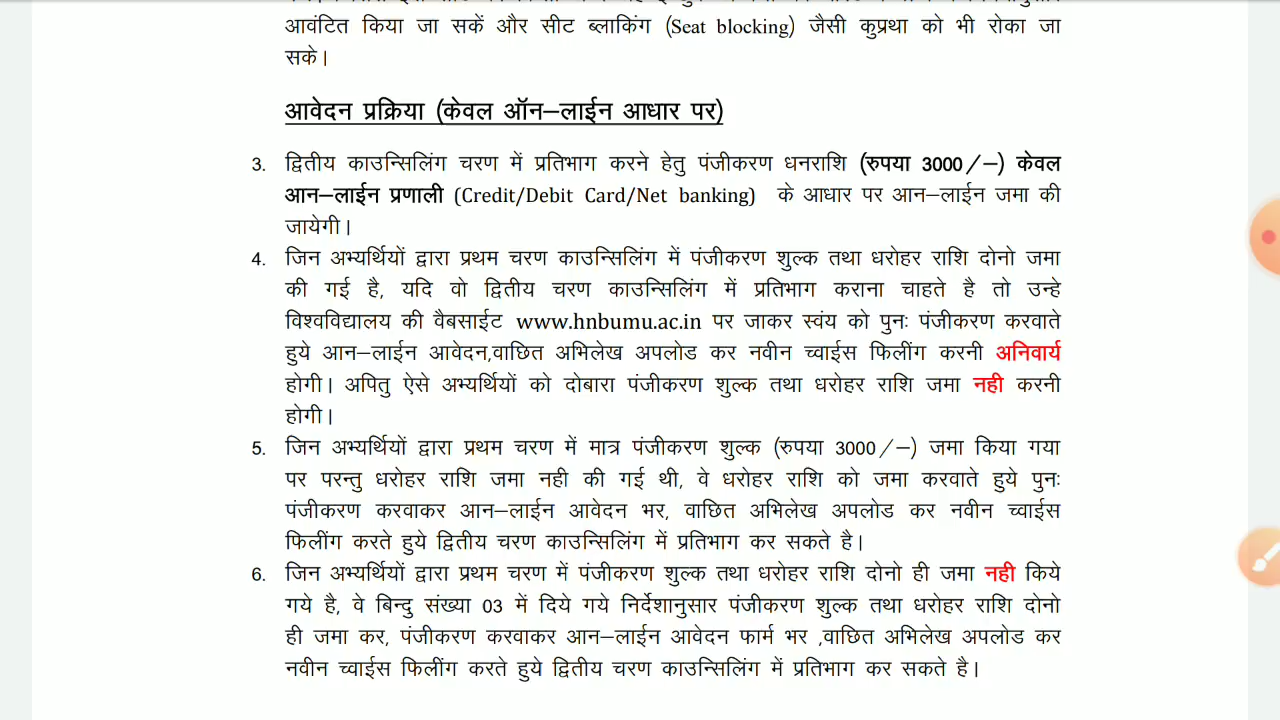 आवंटित किया जा सकें और सीट ब्लाकिंग (Seat blocking) जैसी कुप्रथा को भी रोका जा
सके।
आवेदन प्रक्रिया (केवल ऑन–लाईन आधार पर)
3. द्वितीय काउन्सिलिंग चरण में प्रतिभाग करने हेतु पंजीकरण धनराशि (रुपया 3000/–) केवल
आन–लाईन प्रणाली (Credit/Debit Card/Net banking) के आधार पर आन–लाईन जमा की
जायेगी।
4. जिन अभ्यर्थियों द्वारा प्रथम चरण काउन्सिलिंग में पंजीकरण शुल्क तथा धरोहर राशि दोनो जमा
की गई है, यदि वो द्वितीय चरण काउन्सिलिंग में प्रतिभाग कराना चाहते है तो उन्हे
विश्वविद्यालय की वैबसाईट www.hnbumu.ac.in पर जाकर स्वंय को पुनः पंजीकरण करवाते
हुये आन–लाईन आवेदन,वाछित अभिलेख अपलोड कर नवीन च्वाईस फिलींग करनी अनिवार्य
होगी। अपितु ऐसे अभ्यर्थियों को दोबारा पंजीकरण शुल्क तथा धरोहर राशि जमा नही करनी
होगी।
5. जिन अभ्यर्थियों द्वारा प्रथम चरण में मात्र पंजीकरण शुल्क (रुपया 3000/–) जमा किया गया
पर परन्तु धरोहर राशि जमा नही की गई थी, वे धरोहर राशि को जमा करवाते हुये पुनः
पंजीकरण करवाकर आन–लाईन आवेदन भर, वाछित अभिलेख अपलोड कर नवीन च्वाईस
फिलींग करते हुये द्वितीय चरण काउन्सिलिंग में प्रतिभाग कर सकते है।
6. जिन अभ्यर्थियों द्वारा प्रथम चरण में पंजीकरण शुल्क तथा धरोहर राशि दोनो ही जमा नही किये
गये है, वे बिन्दु संख्या 03 में दिये गये निर्देशानुसार पंजीकरण शुल्क तथा धरोहर राशि दोनो
ही जमा कर, पंजीकरण करवाकर आन–लाईन आवेदन फार्म भर ,वाछित अभिलेख अपलोड कर
नवीन च्वाईस फिलींग करते हुये द्वितीय चरण काउन्सिलिंग में प्रतिभाग कर सकते है।